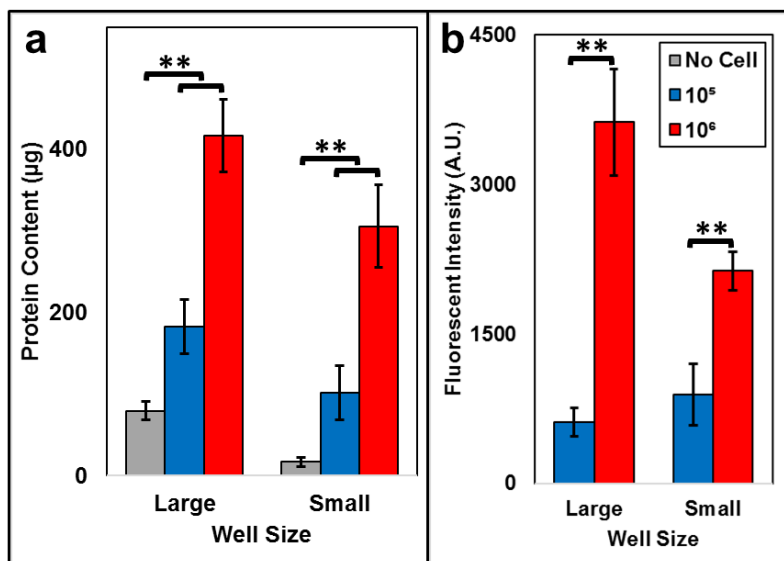 a
**
**
Protein Content (μg)
400
200
0
Large Small
Well Size
b
**
**
Fluorescent Intensity (A.U.)
4500
3000
1500
0
No Cell
10⁵
10⁶
Large Small
Well Size